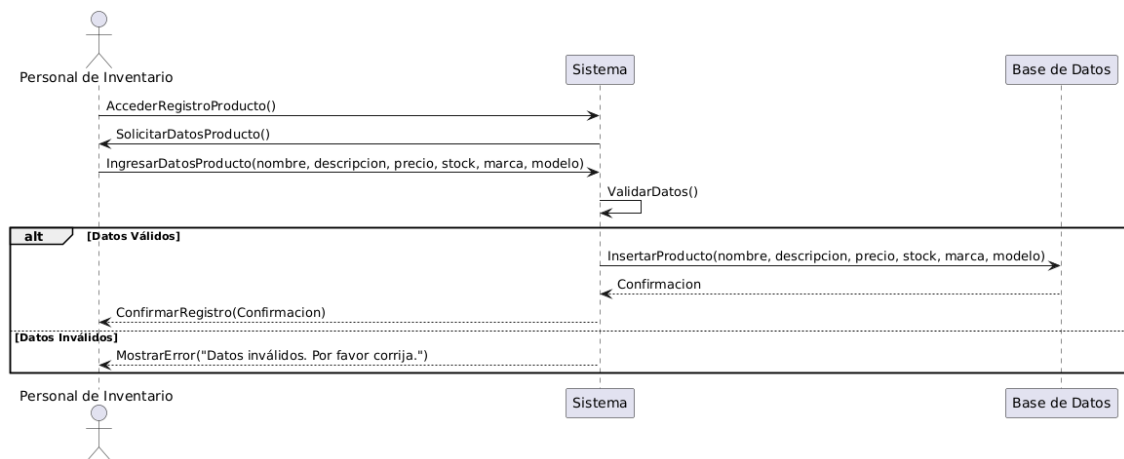 Personal de Inventario
Sistema
Base de Datos
AccederRegistroProducto()
SolicitarDatosProducto()
IngresarDatosProducto(nombre, descripcion, precio, stock, marca, modelo)
ValidarDatos()
alt [Datos Válidos]
InsertarProducto(nombre, descripcion, precio, stock, marca, modelo)
Confirmacion
ConfirmarRegistro(Confirmacion)
[Datos Inválidos]
MostrarError("Datos inválidos. Por favor corrija.")
Personal de Inventario
Sistema
Base de Datos